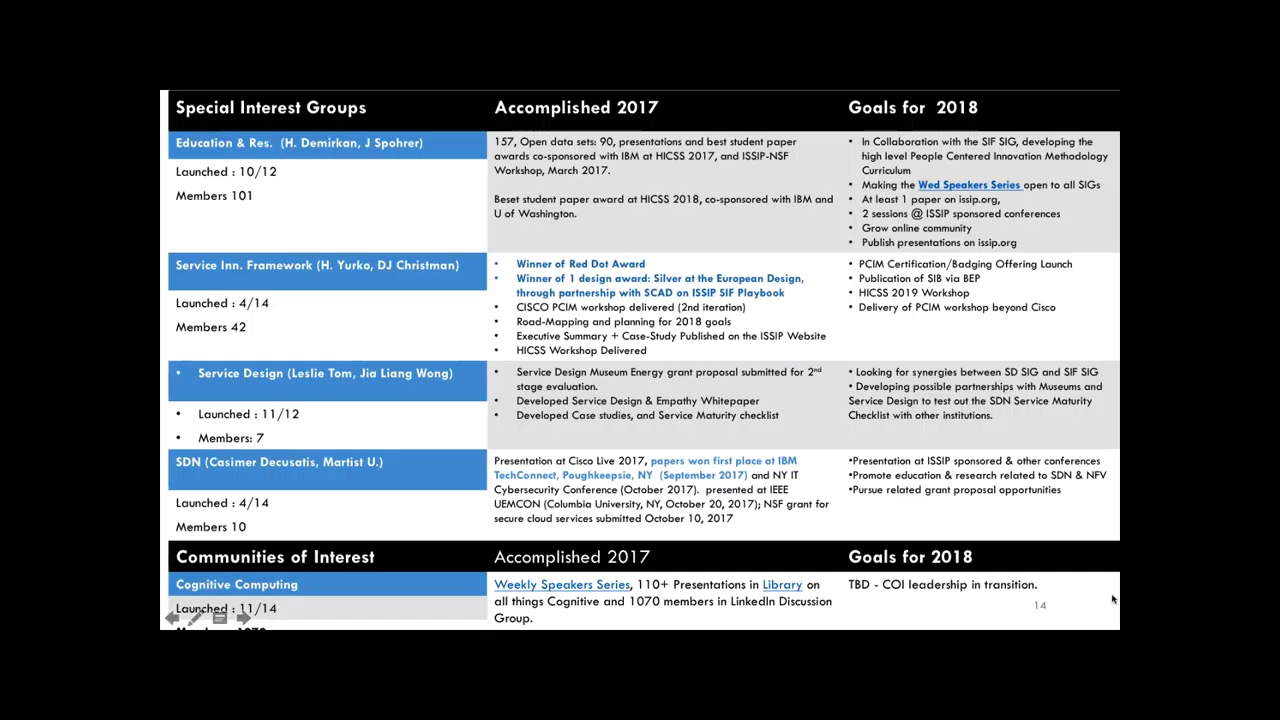 Special Interest Groups
Accomplished 2017
Goals for 2018
Education & Res. (H. Demirkan, J Spohrer)
Launched : 10/12
Members 101
157, Open data sets: 90, presentations and best student paper
awards co-sponsored with IBM at HICSS 2017, and ISSIP-NSF
Workshop, March 2017.
Beset student paper award at HICSS 2018, co-sponsored with IBM and
U of Washington.
• In Collaboration with the SIF SIG, developing the
high level People Centered Innovation Methodology
Curriculum
• Making the Wed Speakers Series open to all SIGs
• At least 1 paper on issip.org,
• 2 sessions @ ISSIP sponsored conferences
• Grow online community
• Publish presentations on issip.org
Service Inn. Framework (H. Yurko, DJ Christman)
Launched : 4/14
Members 42
• Winner of Red Dot Award
• Winner of 1 design award: Silver at the European Design,
through partnership with SCAD on ISSIP SIF Playbook
• CISCO PCIM workshop delivered (2nd iteration)
• Road-Mapping and planning for 2018 goals
• Executive Summary + Case-Study Published on the ISSIP Website
• HICSS Workshop Delivered
• PCIM Certification/Badging Offering Launch
• Publication of SIB via BEP
• HICSS 2019 Workshop
• Delivery of PCIM workshop beyond Cisco
• Service Design (Leslie Tom, Jia Liang Wong)
• Launched : 11/12
• Members: 7
• Service Design Museum Energy grant proposal submitted for 2nd
stage evaluation.
• Developed Service Design & Empathy Whitepaper
• Developed Case studies, and Service Maturity checklist
• Looking for synergies between SD SIG and SIF SIG
• Developing possible partnerships with Museums and
Service Design to test out the SDN Service Maturity
Checklist with other institutions.
SDN (Casimer Decusatis, Martist U.)
Launched : 4/14
Members 10
Presentation at Cisco Live 2017, papers won first place at IBM
TechConnect, Poughkeepsie, NY (September 2017) and NY IT
Cybersecurity Conference (October 2017). presented at IEEE
UEMCON (Columbia University, NY, October 20, 2017); NSF grant for
secure cloud services submitted October 10, 2017
•Presentation at ISSIP sponsored & other conferences
•Promote education & research related to SDN & NFV
•Pursue related grant proposal opportunities
Communities of Interest
Accomplished 2017
Goals for 2018
Cognitive Computing
Launched : 11/14
Weekly Speakers Series, 110+ Presentations in Library on
all things Cognitive and 1070 members in LinkedIn Discussion
Group.
TBD - COI leadership in transition.
14